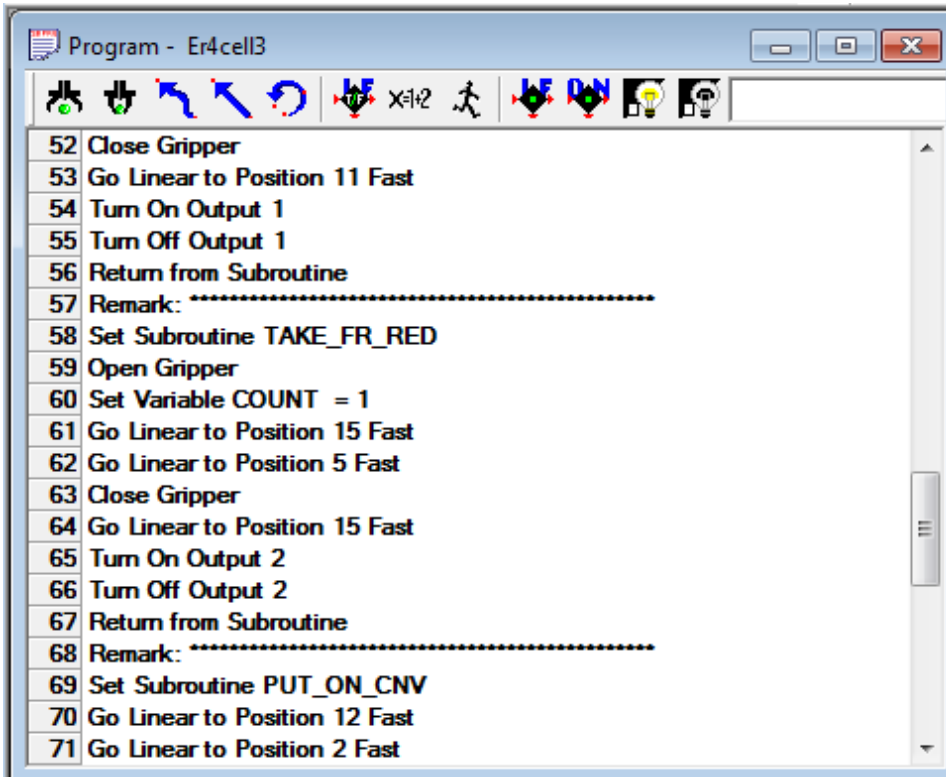 Program - Er4cell3
IF T/F X=1+2 IF ON
52 Close Gripper
53 Go Linear to Position 11 Fast
54 Turn On Output 1
55 Turn Off Output 1
56 Return from Subroutine
57 Remark: ***********************************************
58 Set Subroutine TAKE_FR_RED
59 Open Gripper
60 Set Variable COUNT  = 1
61 Go Linear to Position 15 Fast
62 Go Linear to Position 5 Fast
63 Close Gripper
64 Go Linear to Position 15 Fast
65 Turn On Output 2
66 Turn Off Output 2
67 Return from Subroutine
68 Remark: ***********************************************
69 Set Subroutine PUT_ON_CNV
70 Go Linear to Position 12 Fast
71 Go Linear to Position 2 Fast